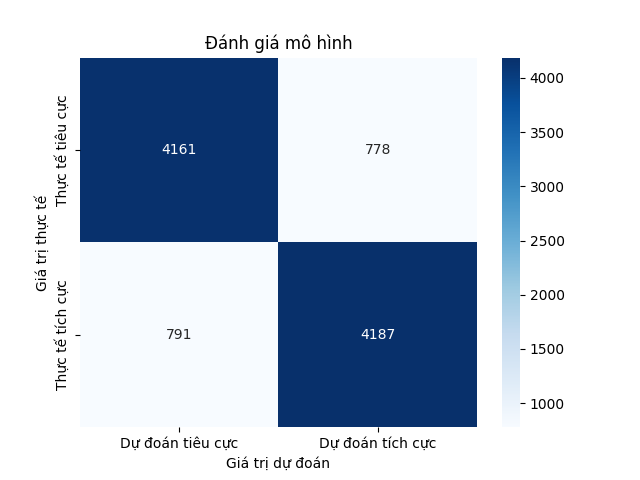 Đánh giá mô hình
Giá trị thực tế
Thực tế tiêu cực
4161
778
Thực tế tích cực
791
4187
Dự đoán tiêu cực
Dự đoán tích cực
Giá trị dự đoán
4000
3500
3000
2500
2000
1500
1000